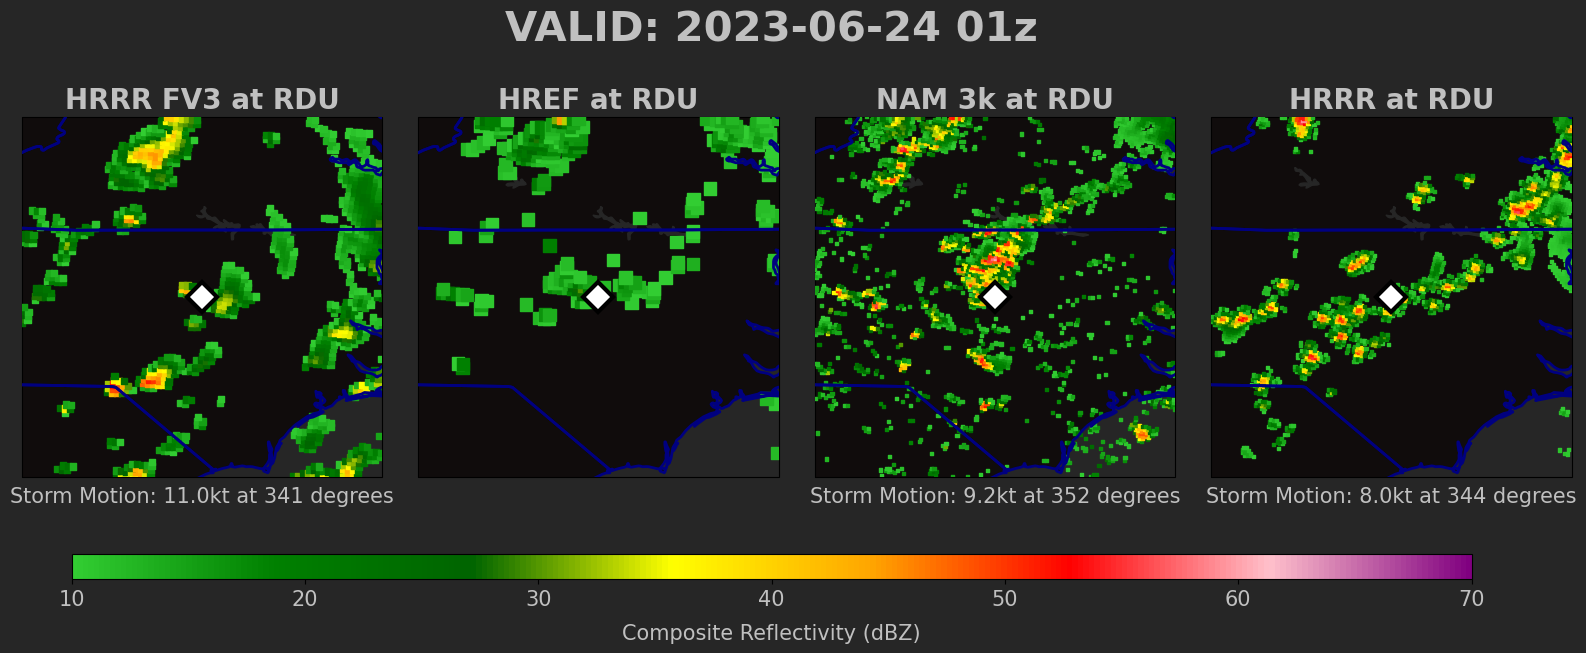 VALID: 2023-06-24 01z
HRRR FV3 at RDU
HREF at RDU
NAM 3k at RDU
HRRR at RDU
Storm Motion: 11.0kt at 341 degrees
Storm Motion: 9.2kt at 352 degrees
Storm Motion: 8.0kt at 344 degrees
10 20 30 40 50 60 70
Composite Reflectivity (dBZ)